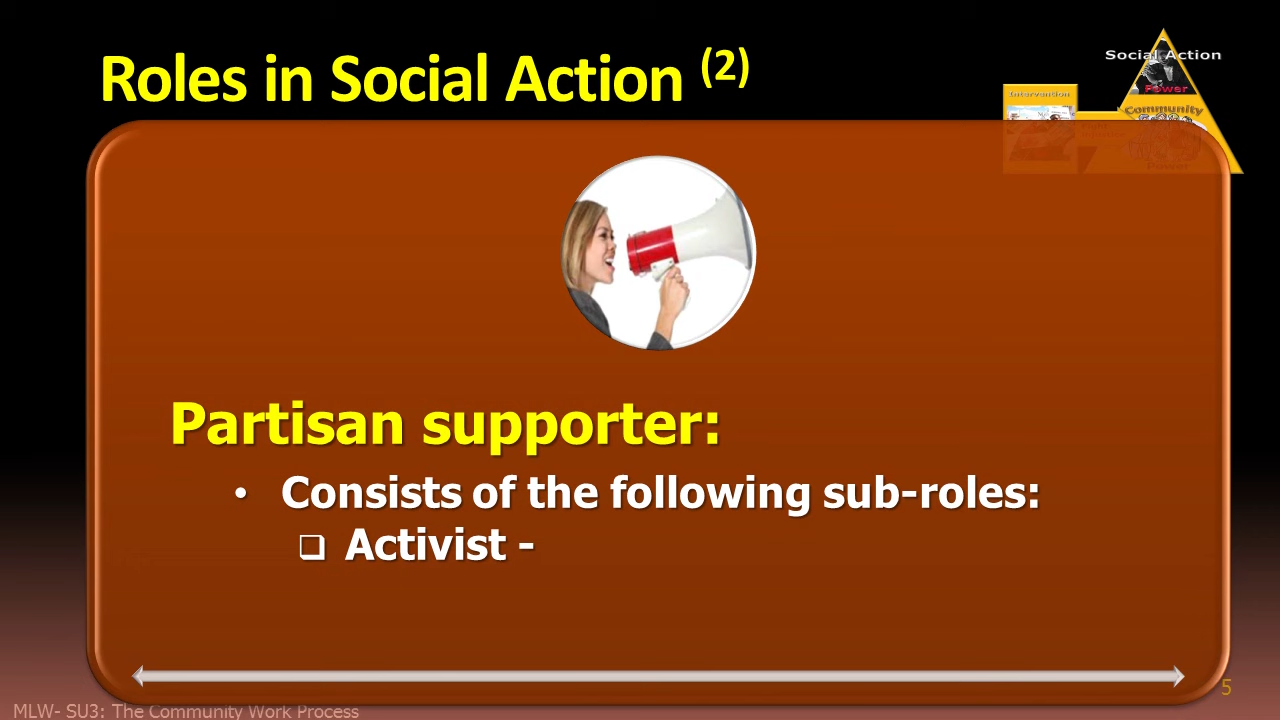 Roles in Social Action (2)
Social Action
Power
Intervention
Community
Power
Partisan supporter:
• Consists of the following sub-roles:
❑ Activist -
5
MLW- SU3: The Community Work Process